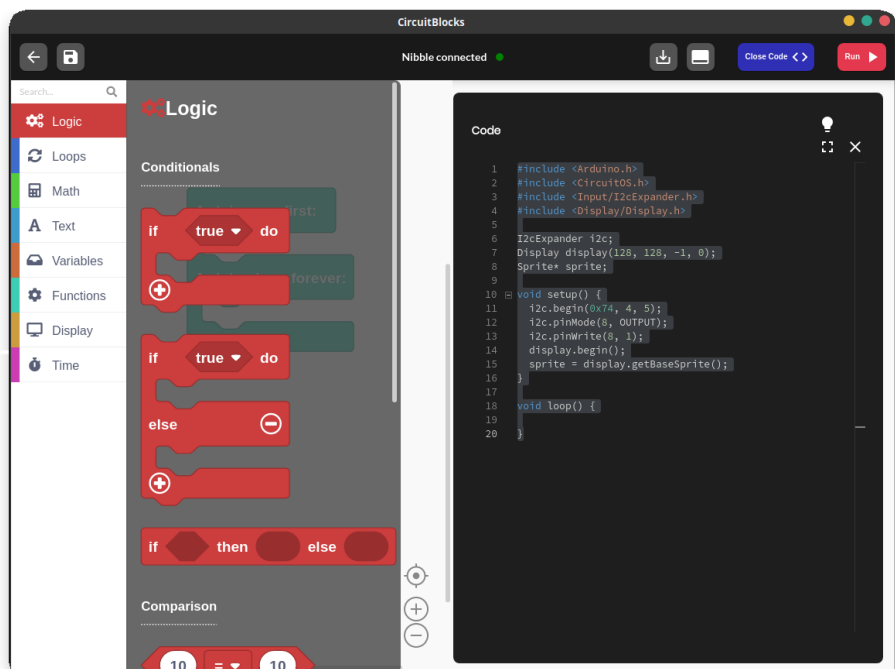 CircuitBlocks
Nibble connected
Close Code < >
Run
Search...
Logic
Loops
Math
Text
Variables
Functions
Display
Time
Logic
Conditionals
first:
forever:
if true do
if true do
else
if then else
Comparison
10 = 10
Code
1 #include <Arduino.h>
2 #include <CircuitOS.h>
3 #include <Input/I2cExpander.h>
4 #include <Display/Display.h>
5
6 I2cExpander i2c;
7 Display display(128, 128, -1, 0);
8 Sprite* sprite;
9
10 void setup() {
11 i2c.begin(0x74, 4, 5);
12 i2c.pinMode(8, OUTPUT);
13 i2c.pinWrite(8, 1);
14 display.begin();
15 sprite = display.getBaseSprite();
16 }
17
18 void loop() {
19
20 }